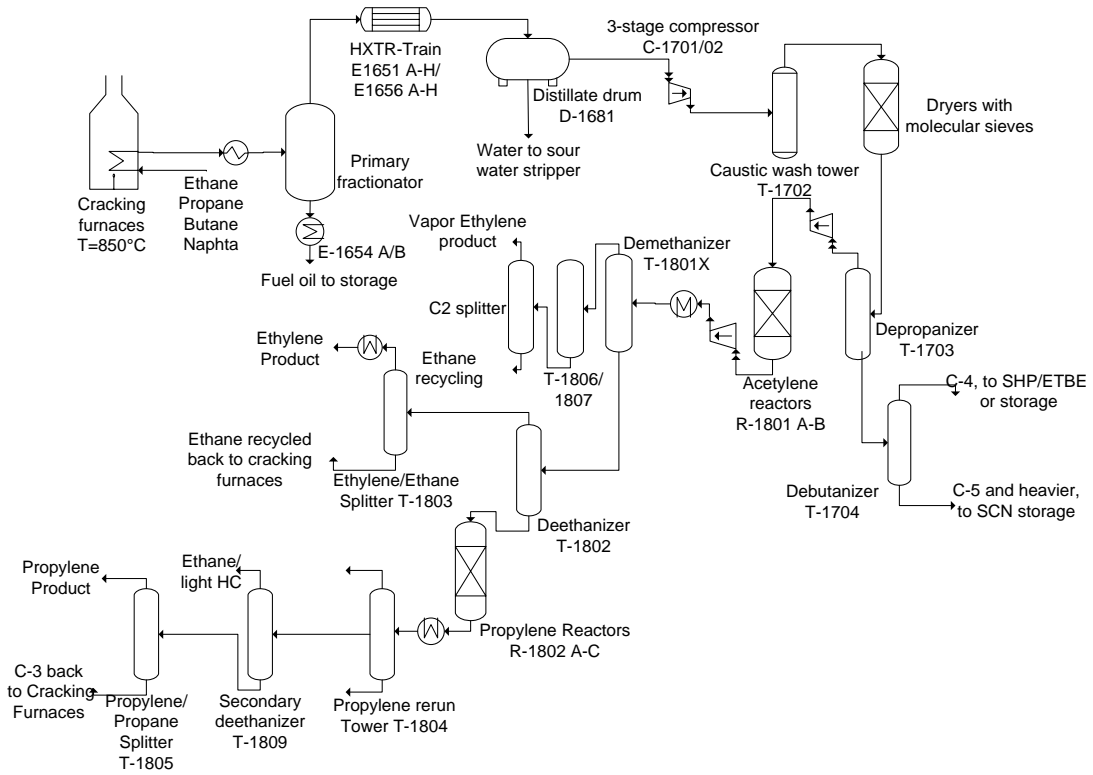 3-stage compressor
C-1701/02
HXTR-Train
E1651 A-H/
E1656 A-H
Distillate drum
D-1681
Dryers with
molecular sieves
Water to sour
water stripper
Primary
fractionator
Caustic wash tower
T-1702
Ethane
Propane
Butane
Naphta
Cracking
furnaces
T=850°C
E-1654 A/B
Fuel oil to storage
Vapor Ethylene
product
Demethanizer
T-1801X
C2 splitter
Depropanizer
T-1703
Ethylene
Product
Ethane
recycling
T-1806/
1807
Acetylene
reactors
R-1801 A-B
C-4, to SHP/ETBE
or storage
Ethane recycled
back to cracking
furnaces
Ethylene/Ethane
Splitter T-1803
Debutanizer
T-1704
C-5 and heavier,
to SCN storage
Deethanizer
T-1802
Propylene
Product
Ethane/
light HC
Propylene Reactors
R-1802 A-C
C-3 back
to Cracking
Furnaces
Propylene/
Propane
Splitter
T-1805
Secondary
deethanizer
T-1809
Propylene rerun
Tower T-1804